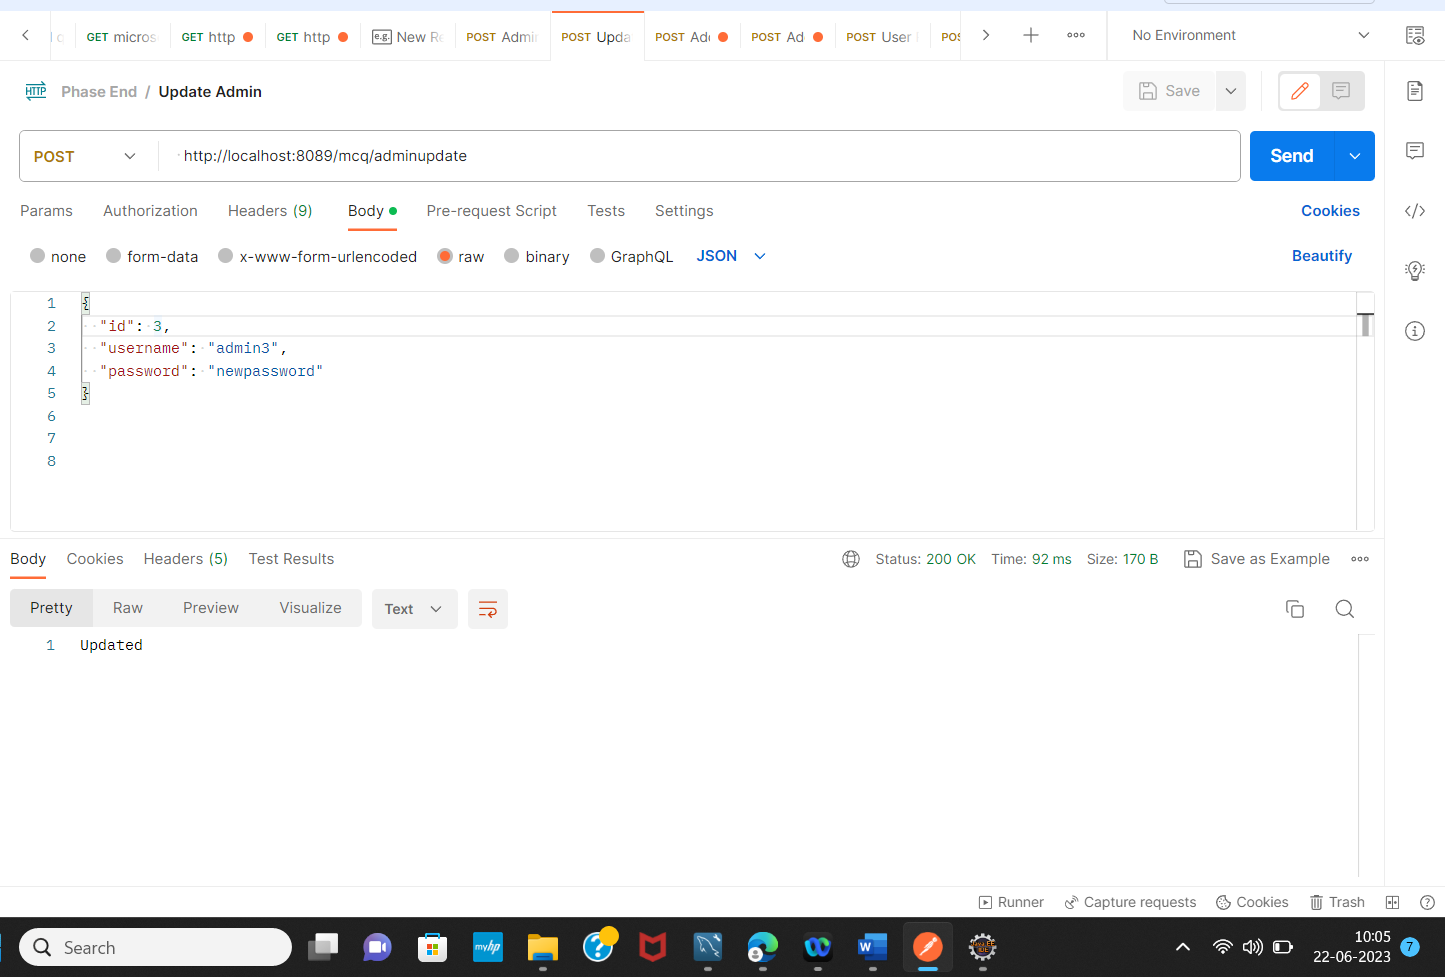 GET micros GET http GET http e.g. New Re POST Admi POST Upda POST Ad POST Ad POST User POS No Environment
HTTP Phase End / Update Admin Save
POST http://localhost:8089/mcq/adminupdate Send
Params Authorization Headers (9) Body Pre-request Script Tests Settings Cookies
none form-data x-www-form-urlencoded raw binary GraphQL JSON Beautify
1 {
2 "id": 3,
3 "username": "admin3",
4 "password": "newpassword"
5 }
6
7
8
Body Cookies Headers (5) Test Results Status: 200 OK Time: 92 ms Size: 170 B Save as Example
Pretty Raw Preview Visualize Text
1 Updated
Runner Capture requests Cookies Trash
Search myhp W 10:05 7
22-06-2023